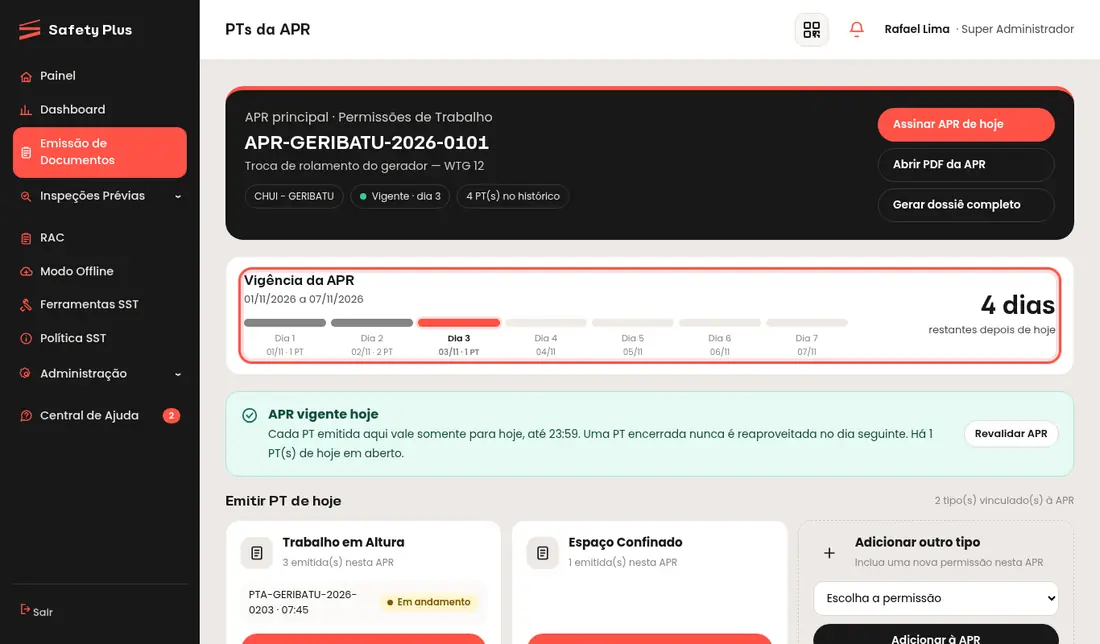 Safety Plus
Painel
Dashboard
Emissão de
Documentos
Inspeções Prévias
RAC
Modo Offline
Ferramentas SST
Política SST
Administração
Central de Ajuda 2
Sair
PTs da APR
Rafael Lima · Super Administrador
APR principal · Permissões de Trabalho
APR-GERIBATU-2026-0101
Troca de rolamento do gerador — WTG 12
CHUI - GERIBATU
Vigente · dia 3
4 PT(s) no histórico
Assinar APR de hoje
Abrir PDF da APR
Gerar dossiê completo
Vigência da APR
01/11/2026 a 07/11/2026
Dia 1
01/11 · 1 PT
Dia 2
02/11 · 2 PT
Dia 3
03/11 · 1 PT
Dia 4
04/11
Dia 5
05/11
Dia 6
06/11
Dia 7
07/11
4 dias
restantes depois de hoje
APR vigente hoje
Cada PT emitida aqui vale somente para hoje, até 23:59. Uma PT encerrada nunca é reaproveitada no dia seguinte. Há 1
PT(s) de hoje em aberto.
Revalidar APR
Emitir PT de hoje
2 tipo(s) vinculado(s) à APR
Trabalho em Altura
3 emitida(s) nesta APR
PTA-GERIBATU-2026-
0203 · 07:45
Em andamento
Espaço Confinado
1 emitida(s) nesta APR
Adicionar outro tipo
Inclua uma nova permissão nesta APR
Escolha a permissão
Adicionar à APR